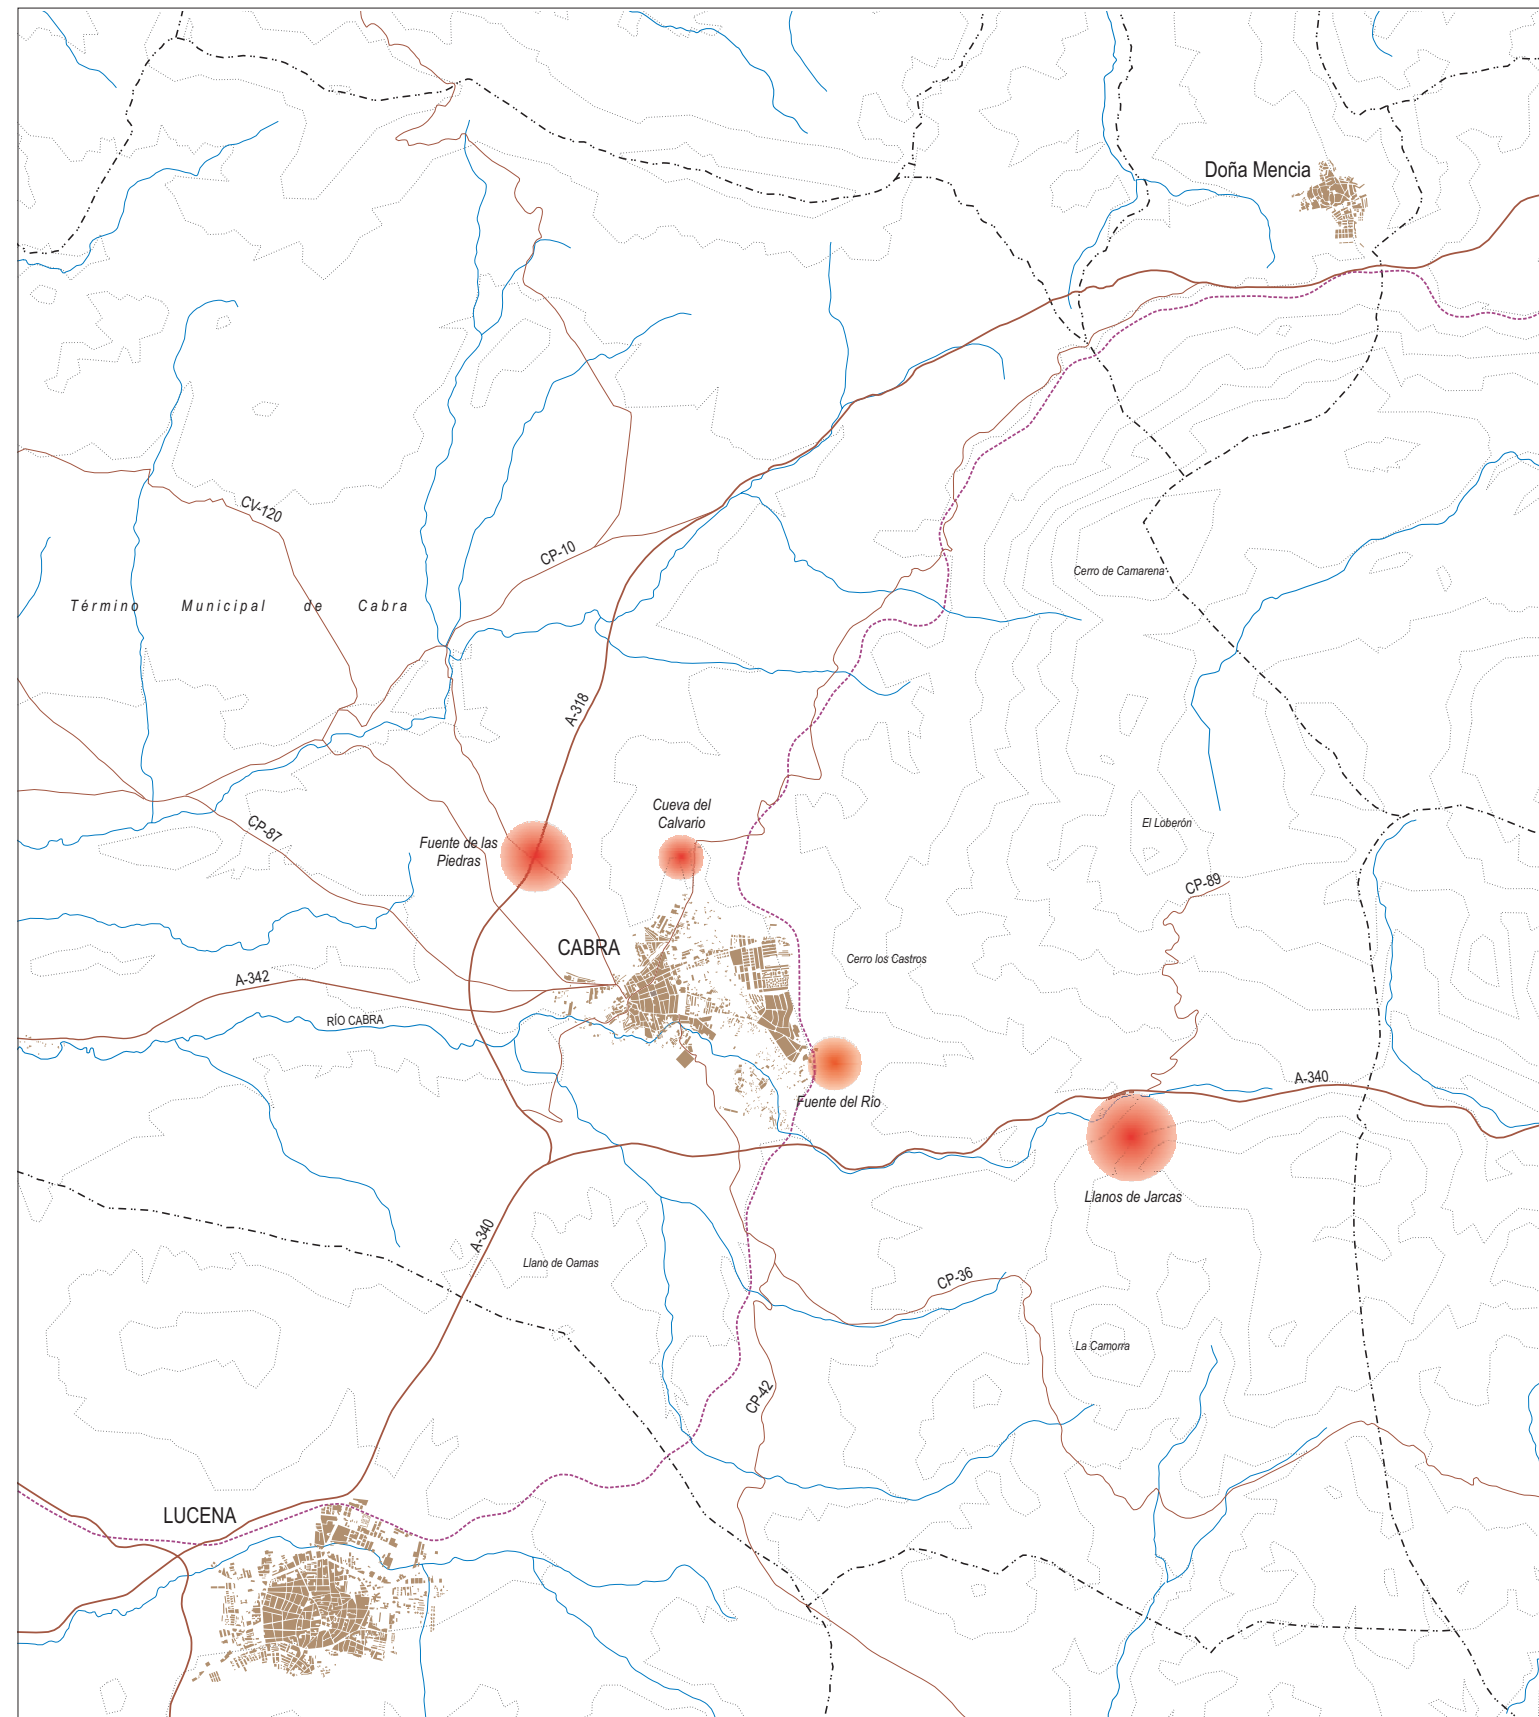 Doña Mencia
CV-120
CP-10
Cerro de Camarena
Término Municipal de Cabra
A-318
Cueva del
Calvario
El Loberón
CP-87
Fuente de las
Piedras
CP-89
CABRA
Cerro los Castros
A-342
RÍO CABRA
A-340
Fuente del Río
Llanos de Jarcas
A-340
Llano de Oamas
CP-36
La Camorra
CP-42
LUCENA